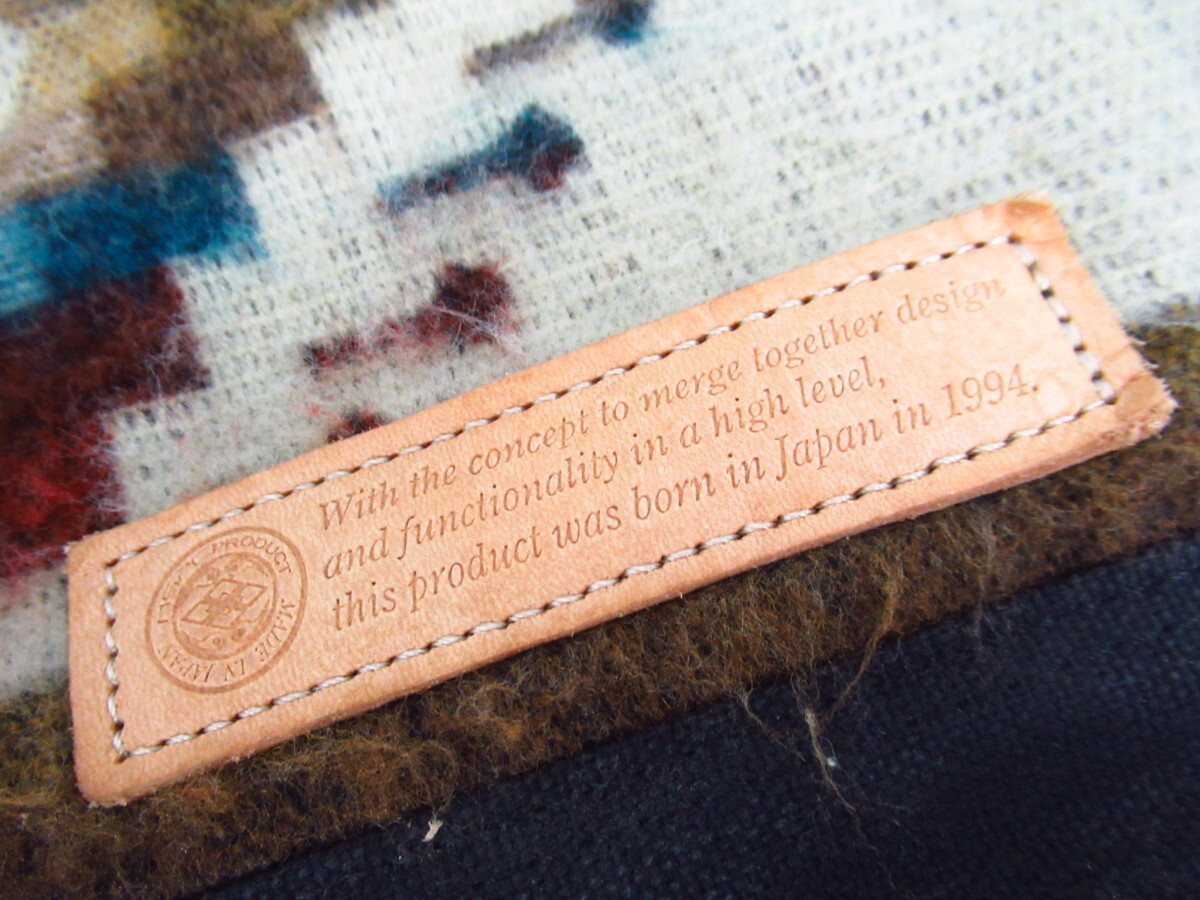 With the concept to merge together design
and functionality in a high level,
this product was born in Japan in 1994.
PRODUCT
MADE IN JAPAN